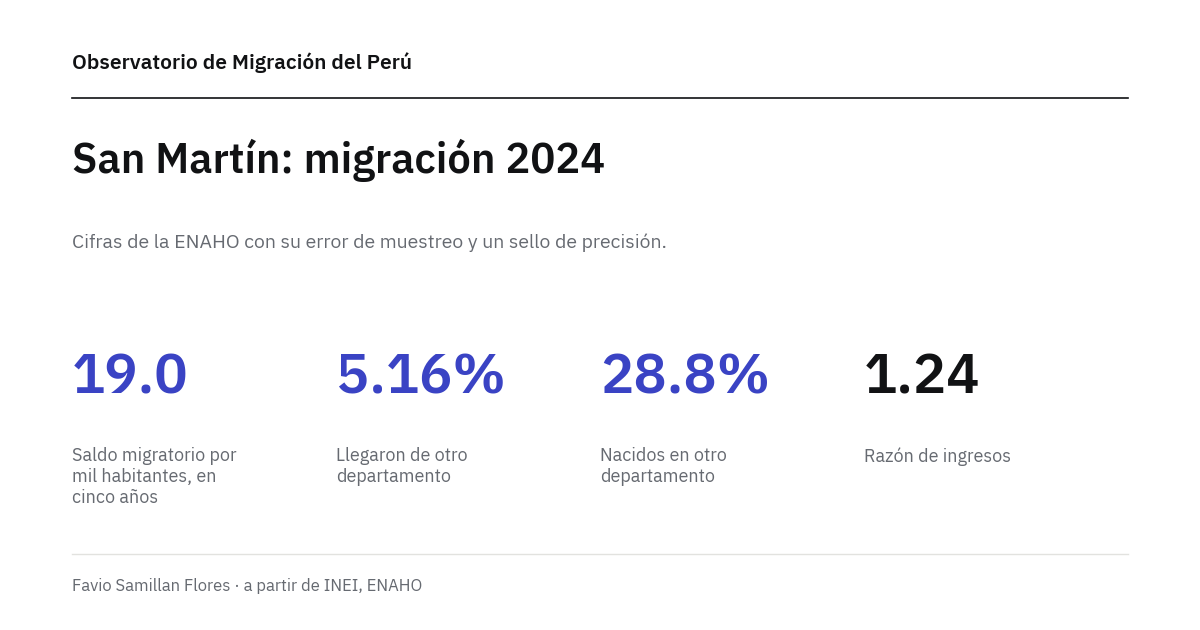 Observatorio de Migración del Perú
San Martín: migración 2024
Cifras de la ENAHO con su error de muestreo y un sello de precisión.
19.0
5.16%
28.8%
1.24
Saldo migratorio por
mil habitantes, en
cinco años
Llegaron de otro
departamento
Nacidos en otro
departamento
Razón de ingresos
Favio Samillan Flores · a partir de INEI, ENAHO